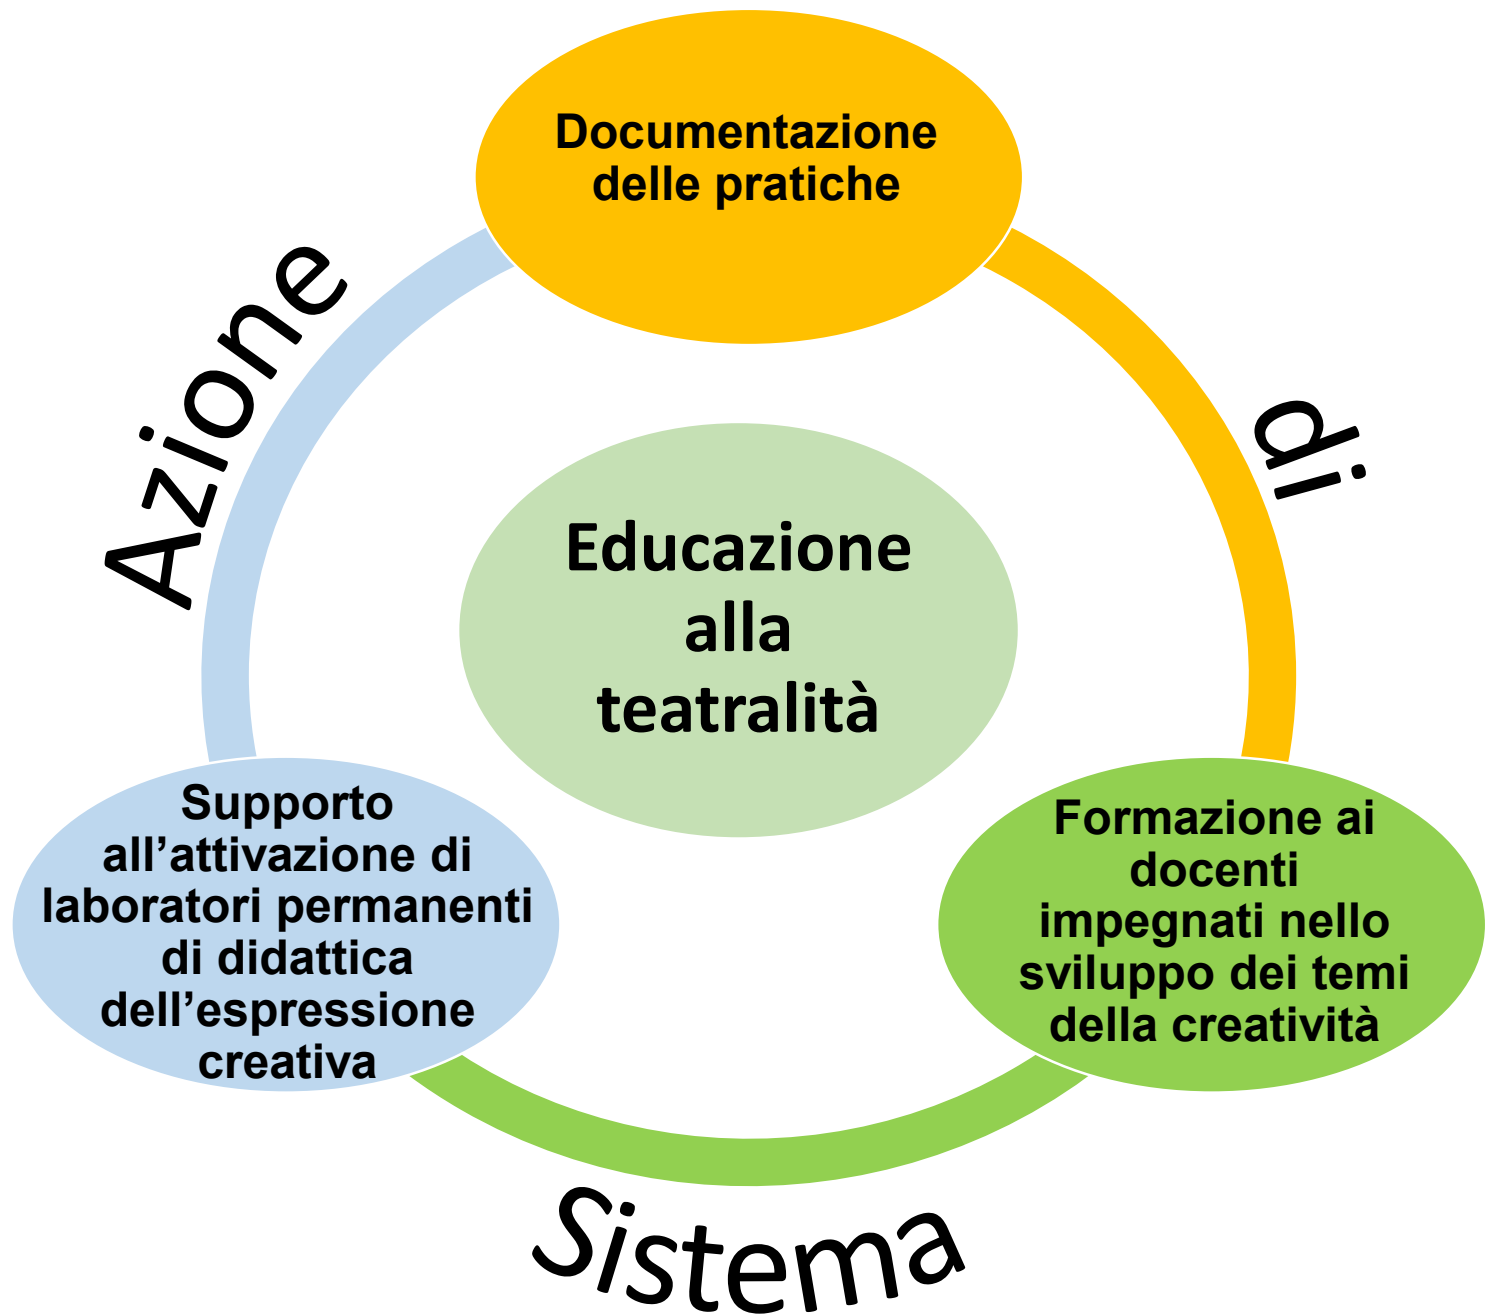 Documentazione
delle pratiche
Azione
di
Educazione
alla
teatralità
Supporto
all’attivazione di
laboratori permanenti
di didattica
dell’espressione
creativa
Formazione ai
docenti
impegnati nello
sviluppo dei temi
della creatività
Sistema